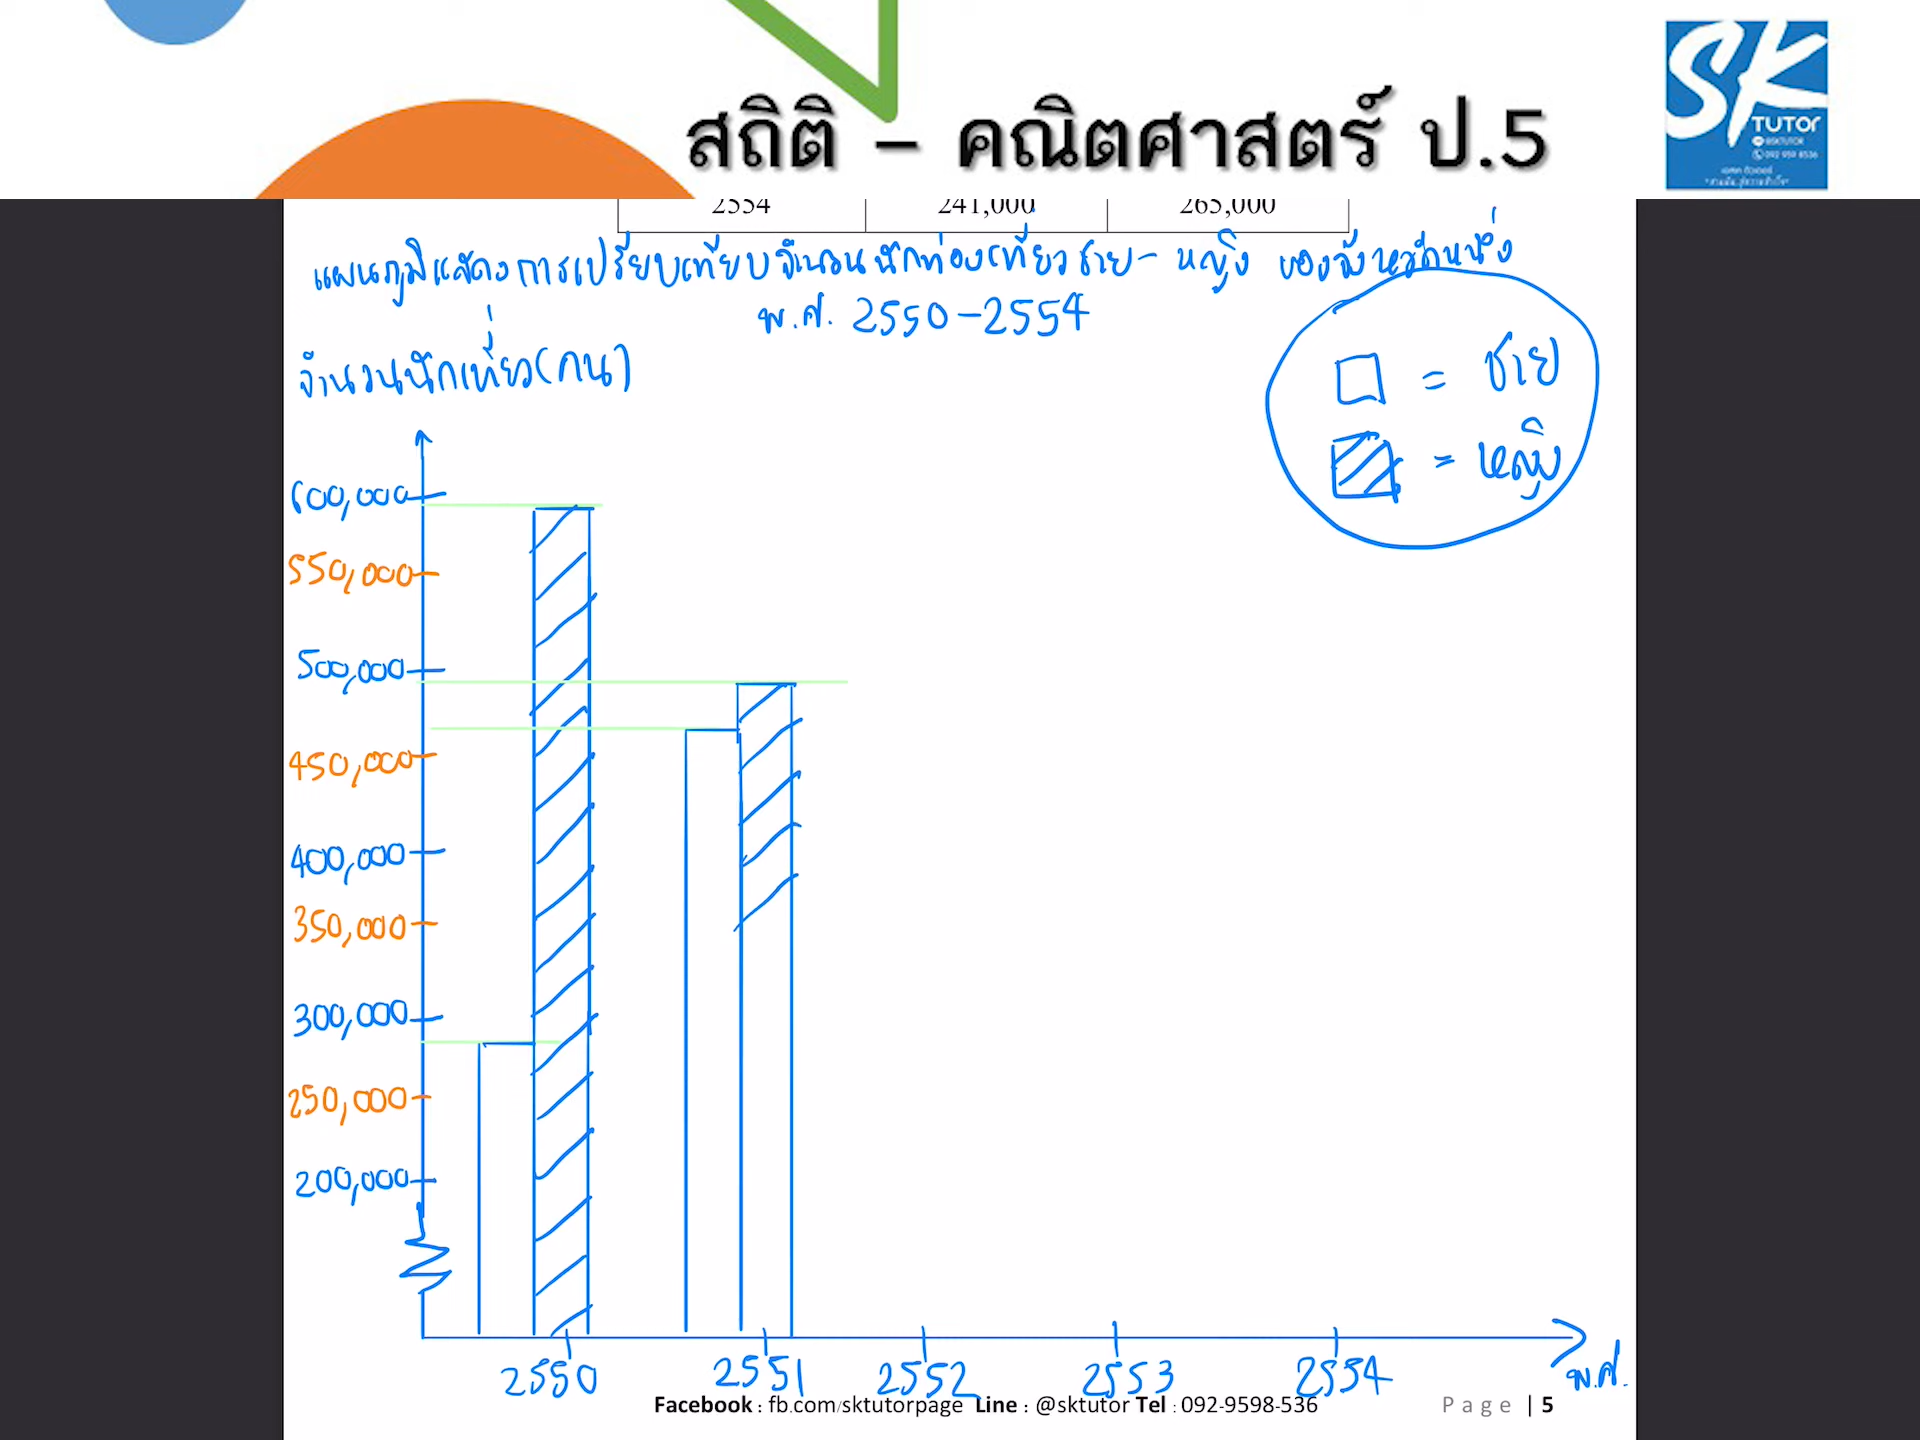 สถิติ – คณิตศาสตร์ ป.5
SK
TUTOR
@SKTUTOR
092 959 8536
2554 241,000 265,000
แผนภูมิแสดงการเปรียบเทียบจำนวนนักท่องเที่ยวชาย - หญิง ของจังหวัดหนึ่ง
พ.ศ. 2550-2554
จำนวนนักเที่ยว(คน)
= ชาย
= หญิง
600,000
550,000
500,000
450,000
400,000
350,000
300,000
250,000
200,000
2550 2551 2552 2553 2554 พ.ศ.
Facebook : fb.com/sktutorpage Line : @sktutor Tel : 092-9598-536
Page | 5